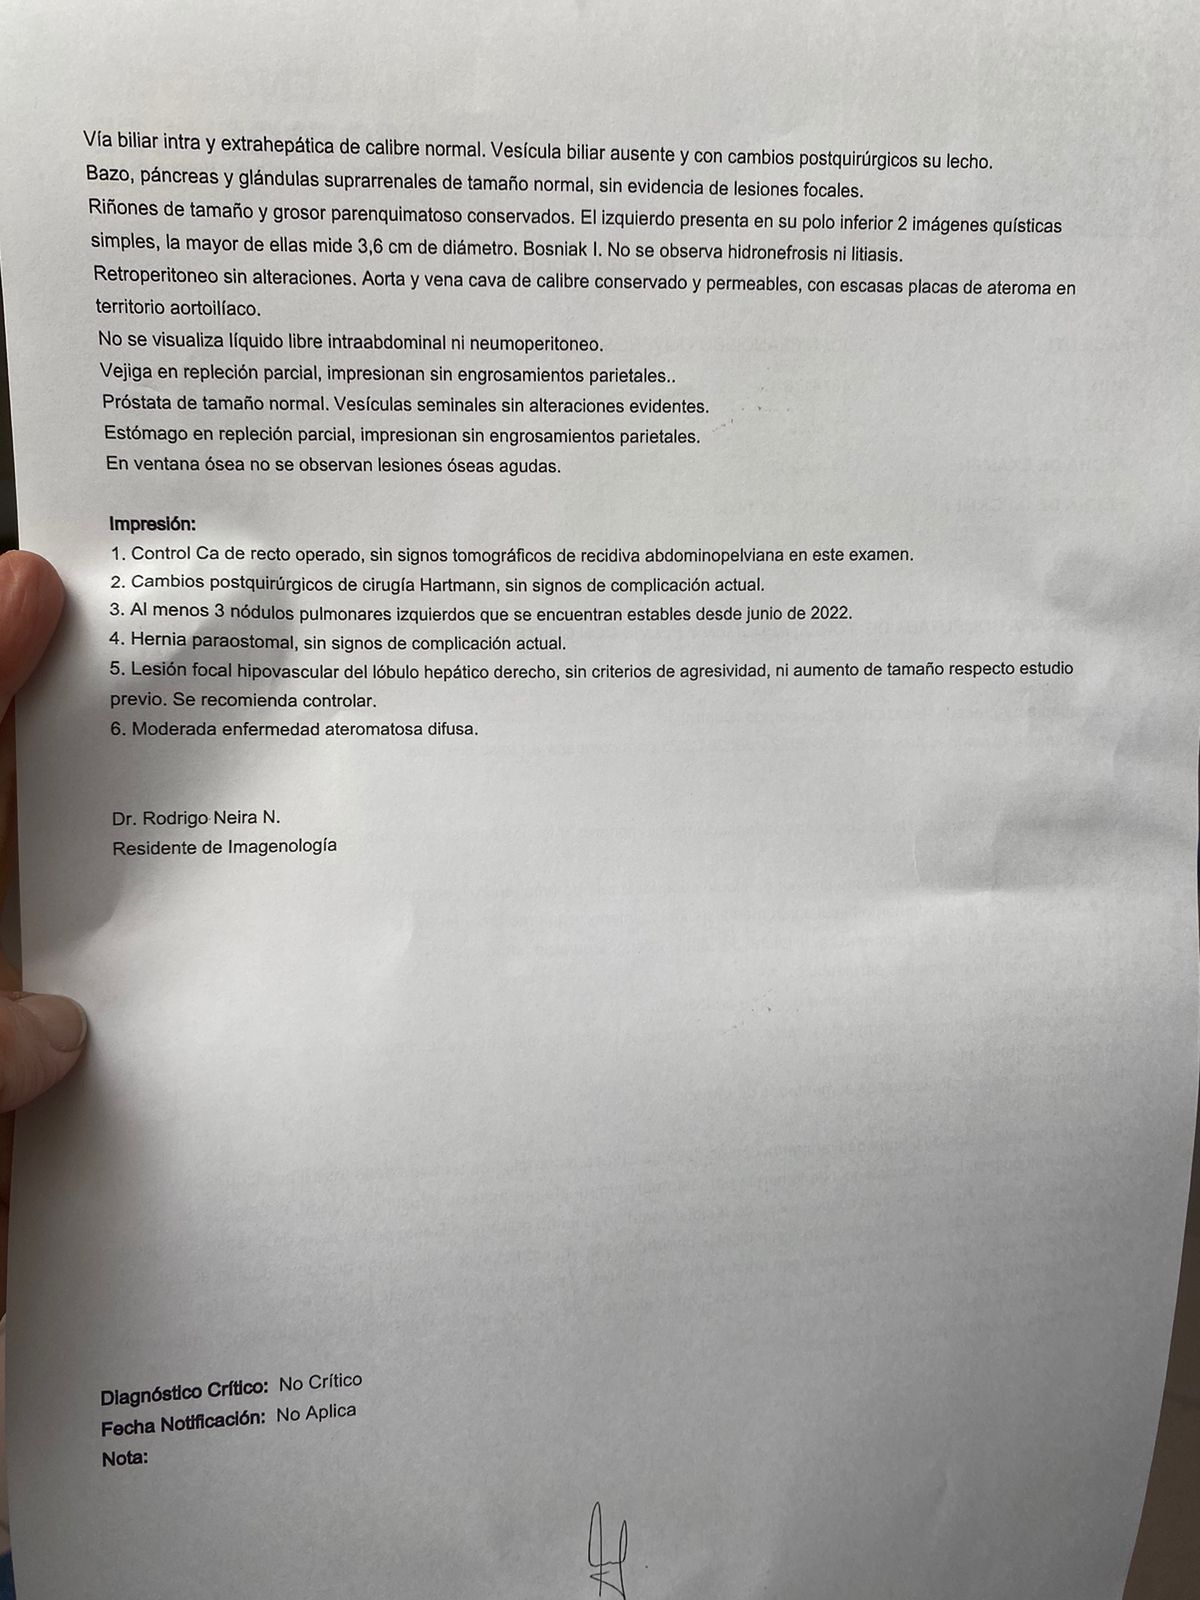 Vía biliar intra y extrahepática de calibre normal. Vesícula biliar ausente y con cambios postquirúrgicos su lecho.
Bazo, páncreas y glándulas suprarrenales de tamaño normal, sin evidencia de lesiones focales.
Riñones de tamaño y grosor parenquimatoso conservados. El izquierdo presenta en su polo inferior 2 imágenes quísticas
simples, la mayor de ellas mide 3,6 cm de diámetro. Bosniak I. No se observa hidronefrosis ni litiasis.
Retroperitoneo sin alteraciones. Aorta y vena cava de calibre conservado y permeables, con escasas placas de ateroma en
territorio aortoilíaco.
No se visualiza líquido libre intraabdominal ni neumoperitoneo.
Vejiga en repleción parcial, impresionan sin engrosamientos parietales..
Próstata de tamaño normal. Vesículas seminales sin alteraciones evidentes.
Estómago en repleción parcial, impresionan sin engrosamientos parietales.
En ventana ósea no se observan lesiones óseas agudas.
Impresión:
1. Control Ca de recto operado, sin signos tomográficos de recidiva abdominopelviana en este examen.
2. Cambios postquirúrgicos de cirugía Hartmann, sin signos de complicación actual.
3. Al menos 3 nódulos pulmonares izquierdos que se encuentran estables desde junio de 2022.
4. Hernia paraostomal, sin signos de complicación actual.
5. Lesión focal hipovascular del lóbulo hepático derecho, sin criterios de agresividad, ni aumento de tamaño respecto estudio
previo. Se recomienda controlar.
6. Moderada enfermedad ateromatosa difusa.
Dr. Rodrigo Neira N.
Residente de Imagenología
Diagnóstico Crítico: No Crítico
Fecha Notificación: No Aplica
Nota: